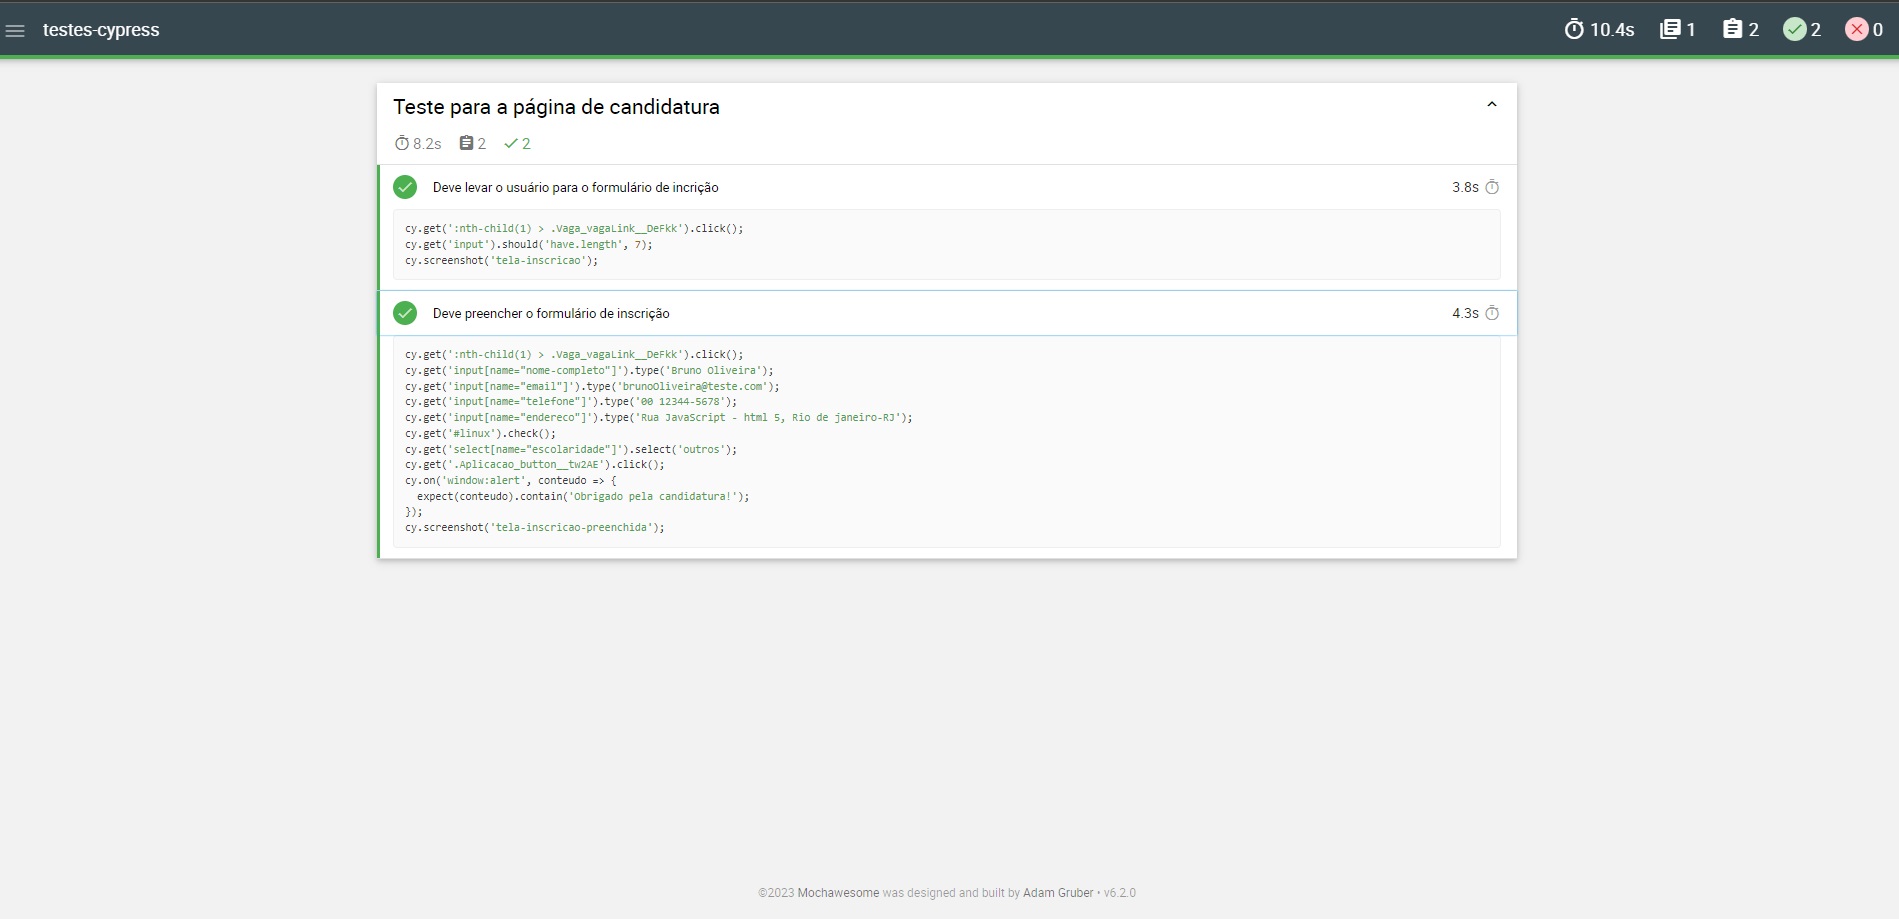 testes-cypress
10.4s 1 2 2 0
Teste para a página de candidatura
8.2s 2 2
Deve levar o usuário para o formulário de incrição 3.8s
cy.get(':nth-child(1) > .Vaga_vagaLink__DeFkk').click();
cy.get('input').should('have.length', 7);
cy.screenshot('tela-inscricao');
Deve preencher o formulário de inscrição 4.3s
cy.get(':nth-child(1) > .Vaga_vagaLink__DeFkk').click();
cy.get('input[name="nome-completo"]').type('Bruno Oliveira');
cy.get('input[name="email"]').type('brunoOliveira@teste.com');
cy.get('input[name="telefone"]').type('00 12344-5678');
cy.get('input[name="endereco"]').type('Rua JavaScript - html 5, Rio de janeiro-RJ');
cy.get('#linux').check();
cy.get('select[name="escolaridade"]').select('outros');
cy.get('.Aplicacao_button__tw2AE').click();
cy.on('window:alert', conteudo => {
  expect(conteudo).contain('Obrigado pela candidatura!');
});
cy.screenshot('tela-inscricao-preenchida');
©2023 Mochawesome was designed and built by Adam Gruber • v6.2.0